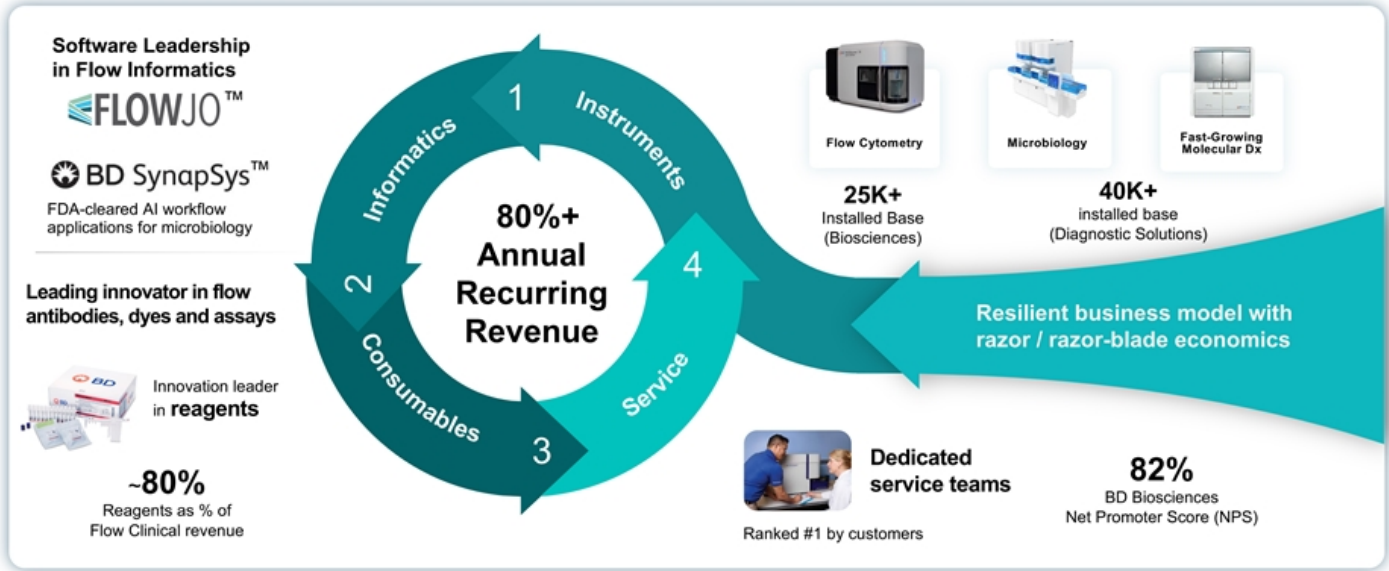 Software Leadership
in Flow Informatics
FLOWJO™
BD SynapSys™
FDA-cleared AI workflow
applications for microbiology
Leading innovator in flow
antibodies, dyes and assays
BD
Innovation leader
in reagents
~80%
Reagents as % of
Flow Clinical revenue
1
Instruments
Informatics
2
Consumables
3
Service
4
80%+
Annual
Recurring
Revenue
Flow Cytometry
Microbiology
Fast-Growing
Molecular Dx
25K+
Installed Base
(Biosciences)
40K+
installed base
(Diagnostic Solutions)
Resilient business model with
razor / razor-blade economics
Dedicated
service teams
Ranked #1 by customers
82%
BD Biosciences
Net Promoter Score (NPS)